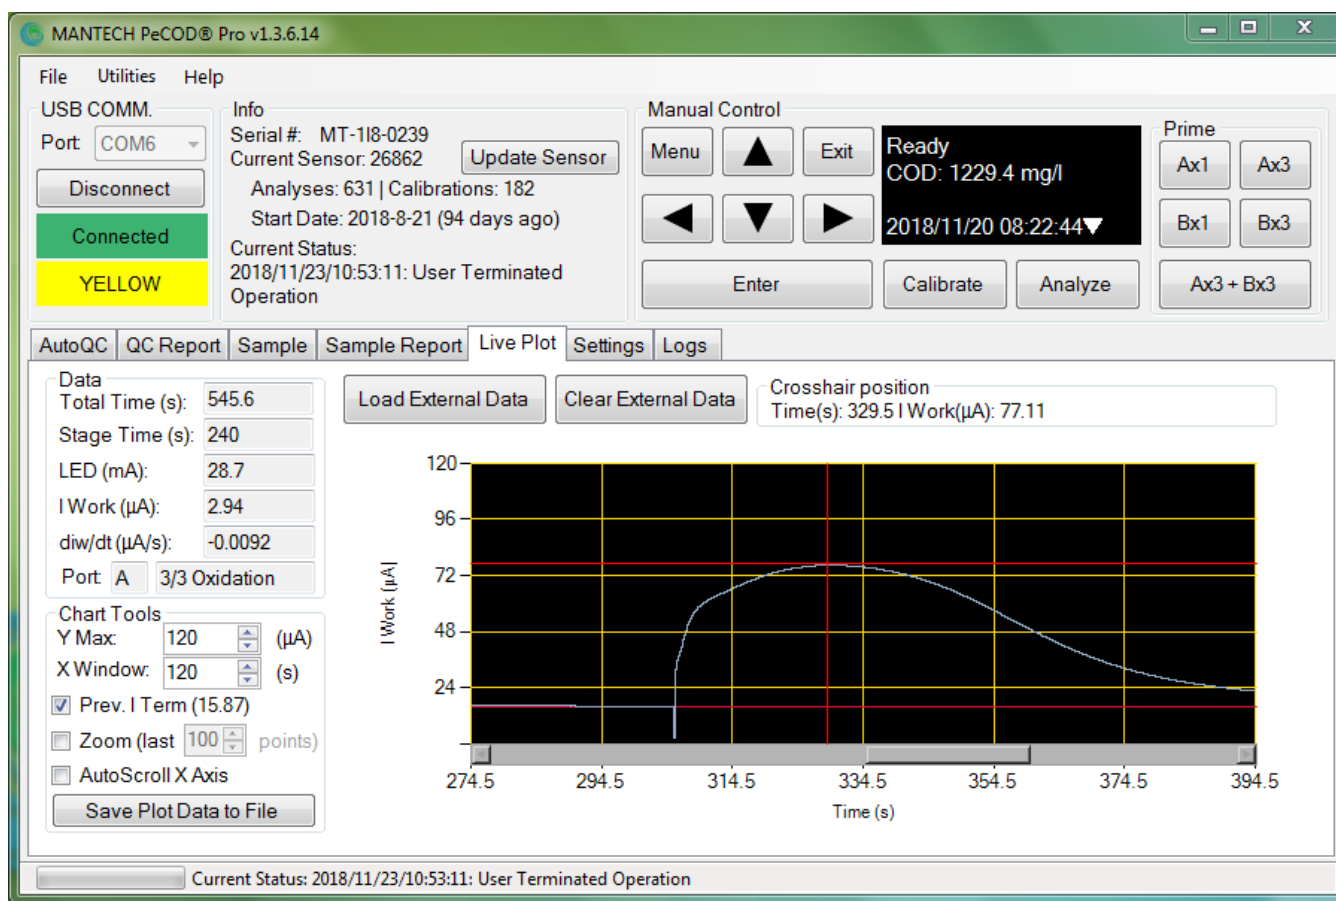 MANTECH PeCOD® Pro v1.3.6.14
File Utilities Help
USB COMM.
Port: COM6
Disconnect
Connected
YELLOW
Info
Serial #: MT-1I8-0239
Current Sensor: 26862 Update Sensor
Analyses: 631 | Calibrations: 182
Start Date: 2018-8-21 (94 days ago)
Current Status:
2018/11/23/10:53:11: User Terminated
Operation
Manual Control
Menu Exit
Ready
COD: 1229.4 mg/l
2018/11/20 08:22:44
Enter Calibrate Analyze
Prime
Ax1 Ax3
Bx1 Bx3
Ax3 + Bx3
AutoQC QC Report Sample Sample Report Live Plot Settings Logs
Data
Total Time (s): 545.6
Stage Time (s): 240
LED (mA): 28.7
I Work (µA): 2.94
diw/dt (µA/s): -0.0092
Port: A 3/3 Oxidation
Chart Tools
Y Max: 120 (µA)
X Window: 120 (s)
Prev. I Term (15.87)
Zoom (last 100 points)
AutoScroll X Axis
Save Plot Data to File
Load External Data Clear External Data
Crosshair position
Time(s): 329.5 I Work(µA): 77.11
120
96
72
48
24
I Work (µA)
274.5 294.5 314.5 334.5 354.5 374.5 394.5
Time (s)
Current Status: 2018/11/23/10:53:11: User Terminated Operation